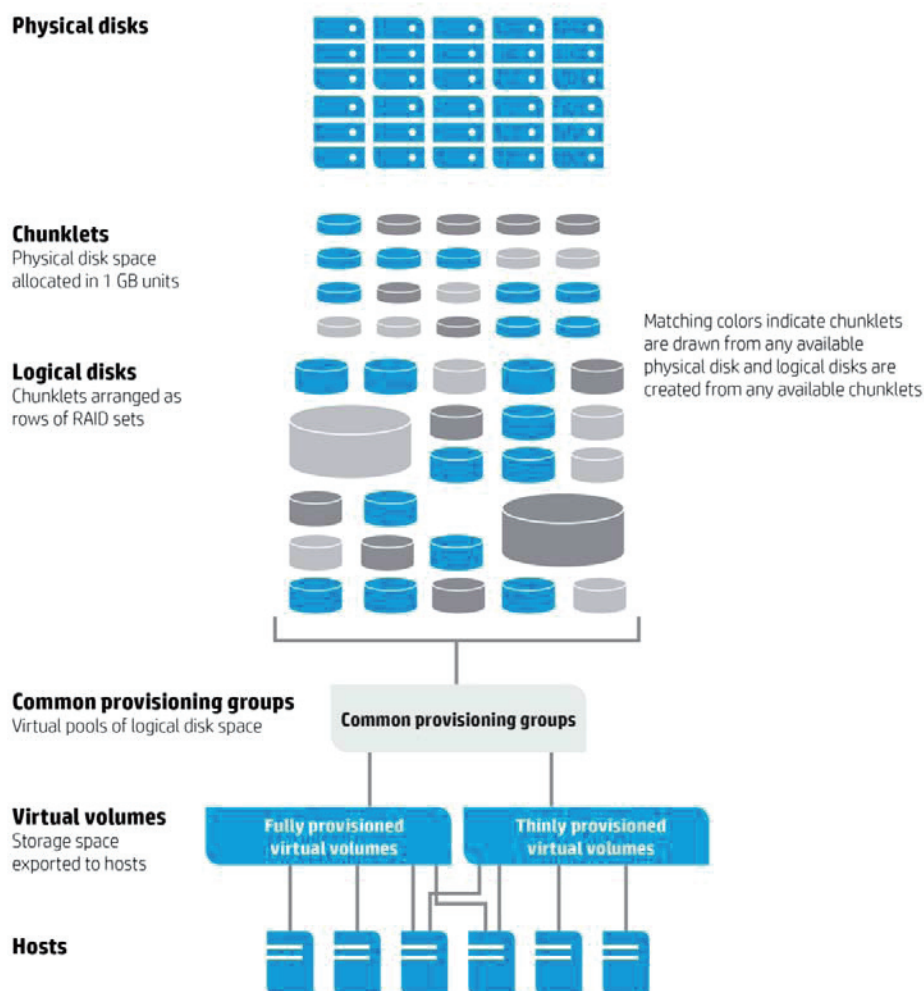 Physical disks
Chunklets
Physical disk space
allocated in 1 GB units
Matching colors indicate chunklets
are drawn from any available
physical disk and logical disks are
created from any available chunklets
Logical disks
Chunklets arranged as
rows of RAID sets
Common provisioning groups
Virtual pools of logical disk space
Common provisioning groups
Virtual volumes
Storage space
exported to hosts
Fully provisioned
virtual volumes
Thinly provisioned
virtual volumes
Hosts